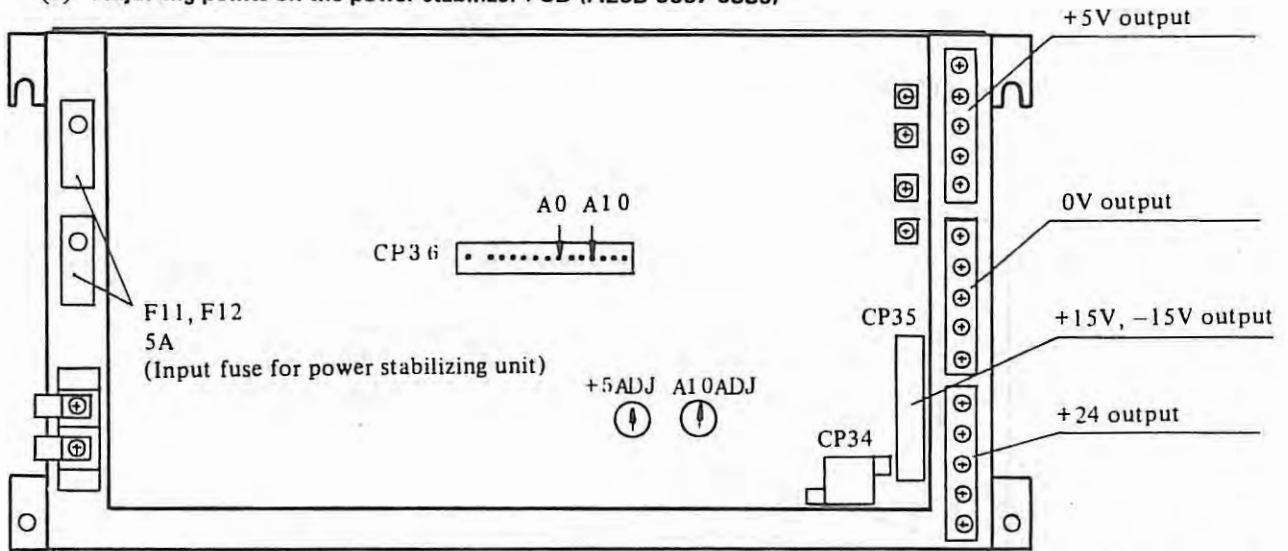 +5V output
0V output
+15V, −15V output
+24 output
A0 A10
CP36
F11, F12
5A
(Input fuse for power stabilizing unit)
+5ADJ A10ADJ
CP35
CP34